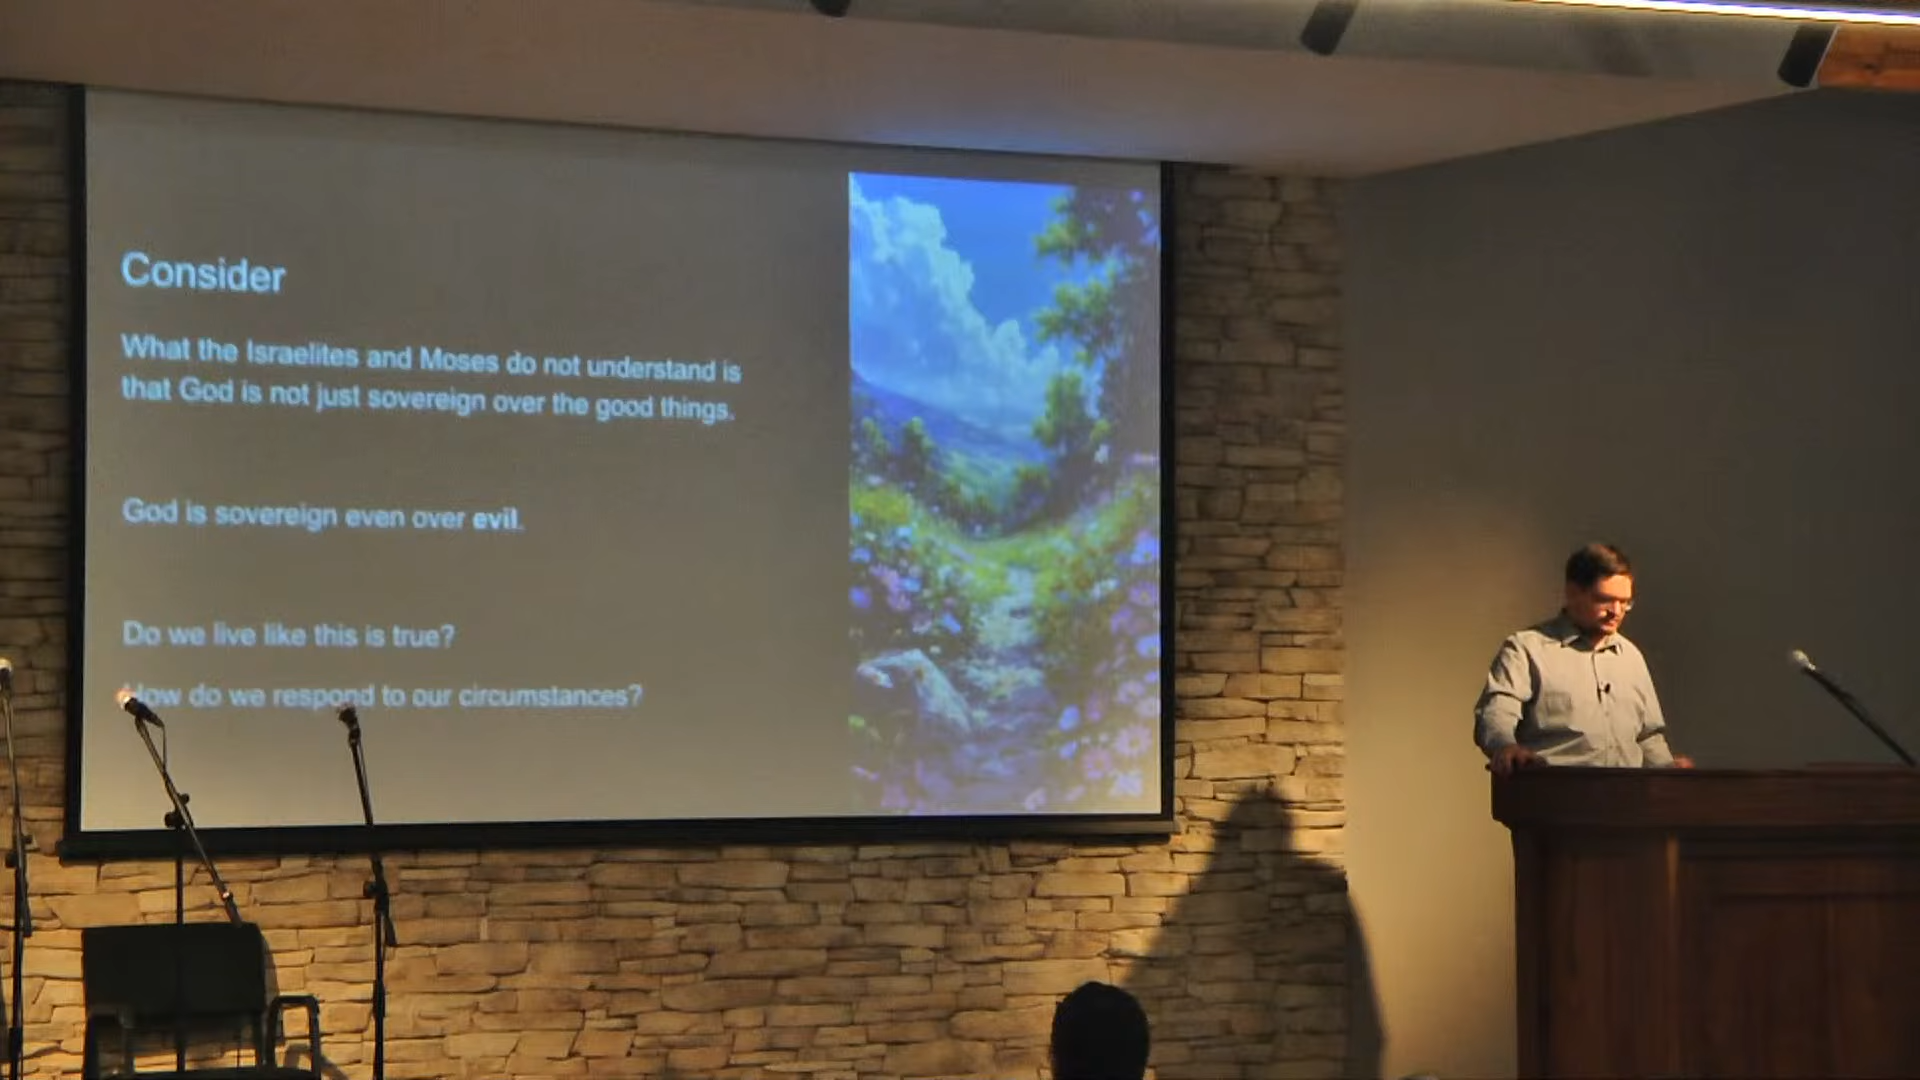 Consider
What the Israelites and Moses do not understand is
that God is not just sovereign over the good things.
God is sovereign even over evil.
Do we live like this is true?
How do we respond to our circumstances?